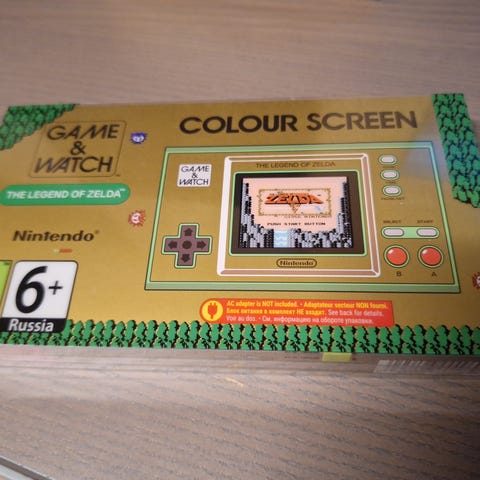 GAME
&
WATCH
COLOUR SCREEN
THE LEGEND OF ZELDA™
Nintendo®
6+
Russia
GAME
&
WATCH
THE LEGEND OF ZELDA
ZELDA
PUSH START BUTTON
Nintendo
SELECT START
B A
AC adapter is NOT included. • Adaptateur secteur NON fourni.
Блок питания в комплект НЕ входит. See back for details.
Voir au dos. • См. информацию на обороте упаковки.